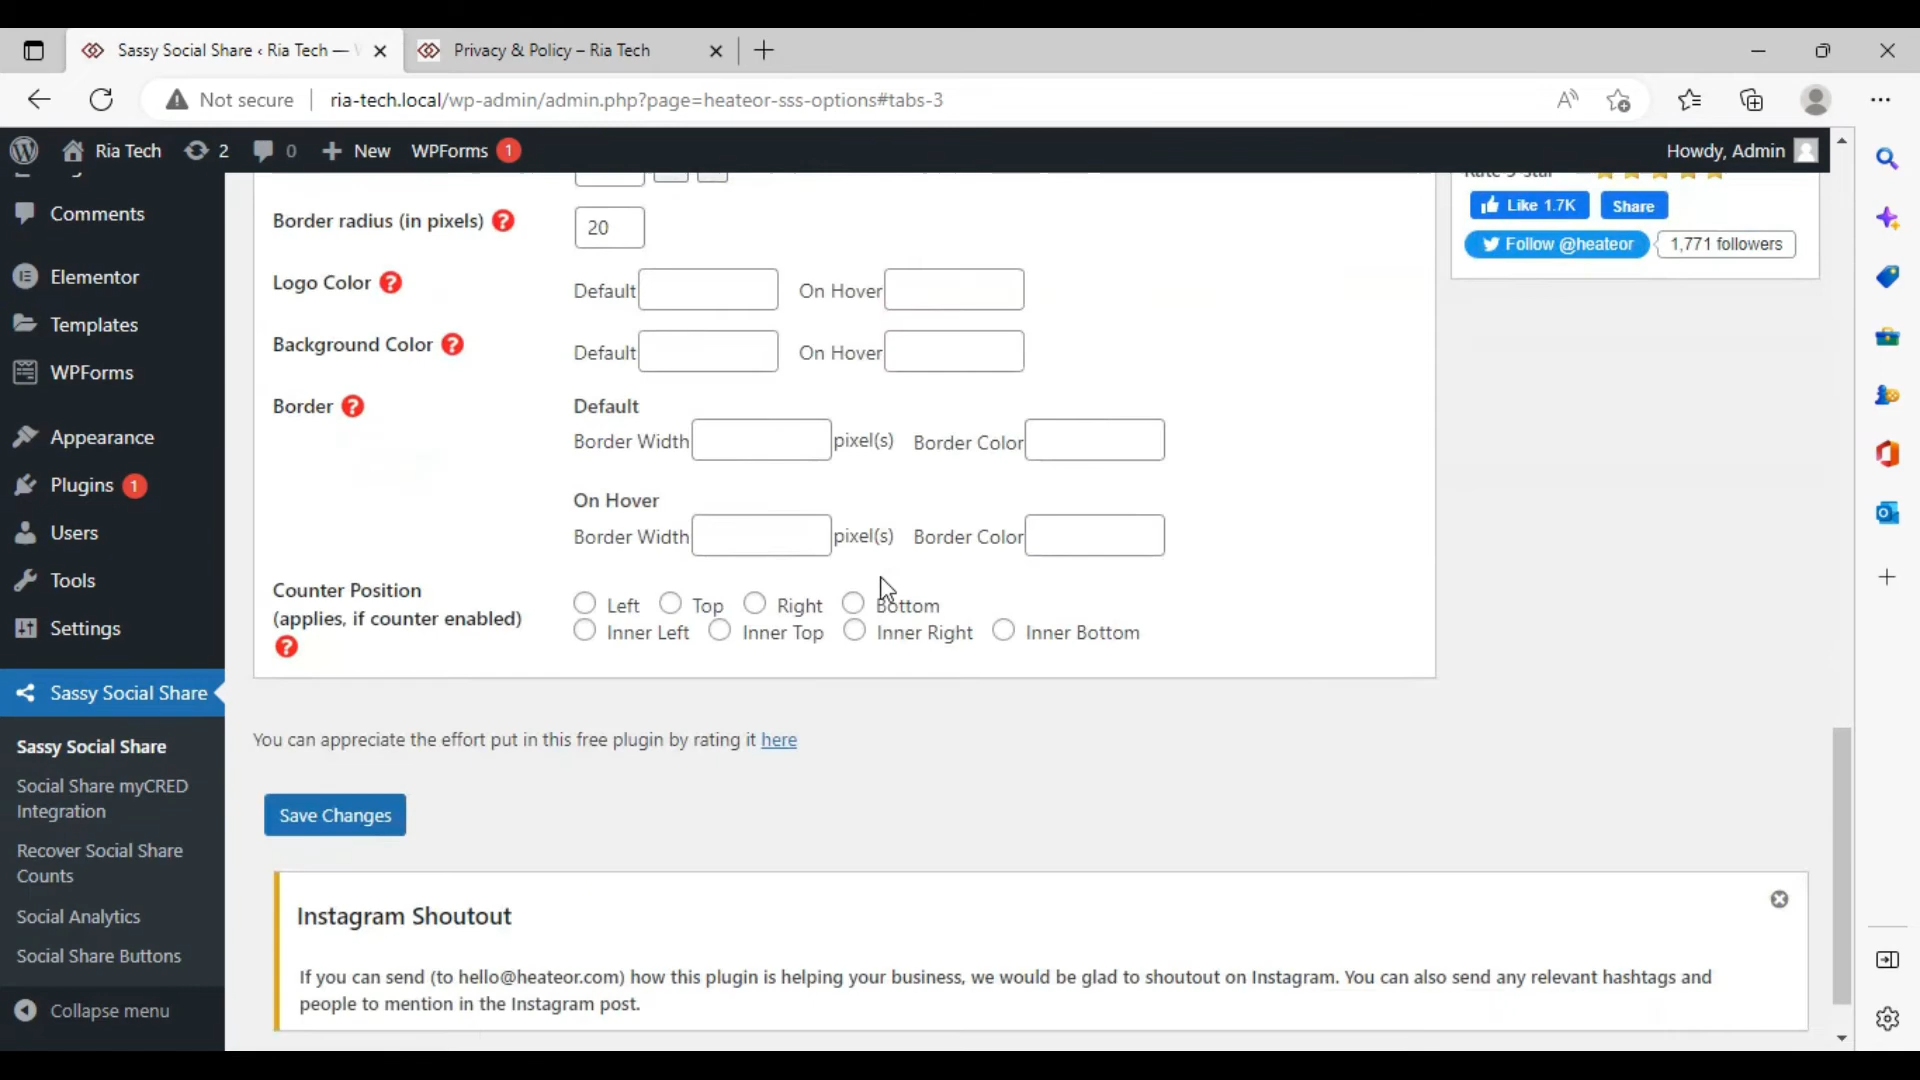 Sassy Social Share ‹ Ria Tech —
Privacy & Policy – Ria Tech
Not secure
ria-tech.local/wp-admin/admin.php?page=heateor-sss-options#tabs-3
Ria Tech
2
0
New
WPForms 1
Howdy, Admin
Comments
Elementor
Templates
WPForms
Appearance
Plugins 1
Users
Tools
Settings
Sassy Social Share
Sassy Social Share
Social Share myCRED
Integration
Recover Social Share
Counts
Social Analytics
Social Share Buttons
Collapse menu
Border radius (in pixels) ?
20
Logo Color ?
Default
On Hover
Background Color ?
Default
On Hover
Border ?
Default
Border Width
pixel(s)
Border Color
On Hover
Border Width
pixel(s)
Border Color
Counter Position
(applies, if counter enabled)
?
Left
Top
Right
Bottom
Inner Left
Inner Top
Inner Right
Inner Bottom
Like 1.7K
Share
Follow @heateor
1,771 followers
You can appreciate the effort put in this free plugin by rating it here
Save Changes
Instagram Shoutout
If you can send (to hello@heateor.com) how this plugin is helping your business, we would be glad to shoutout on Instagram. You can also send any relevant hashtags and
people to mention in the Instagram post.